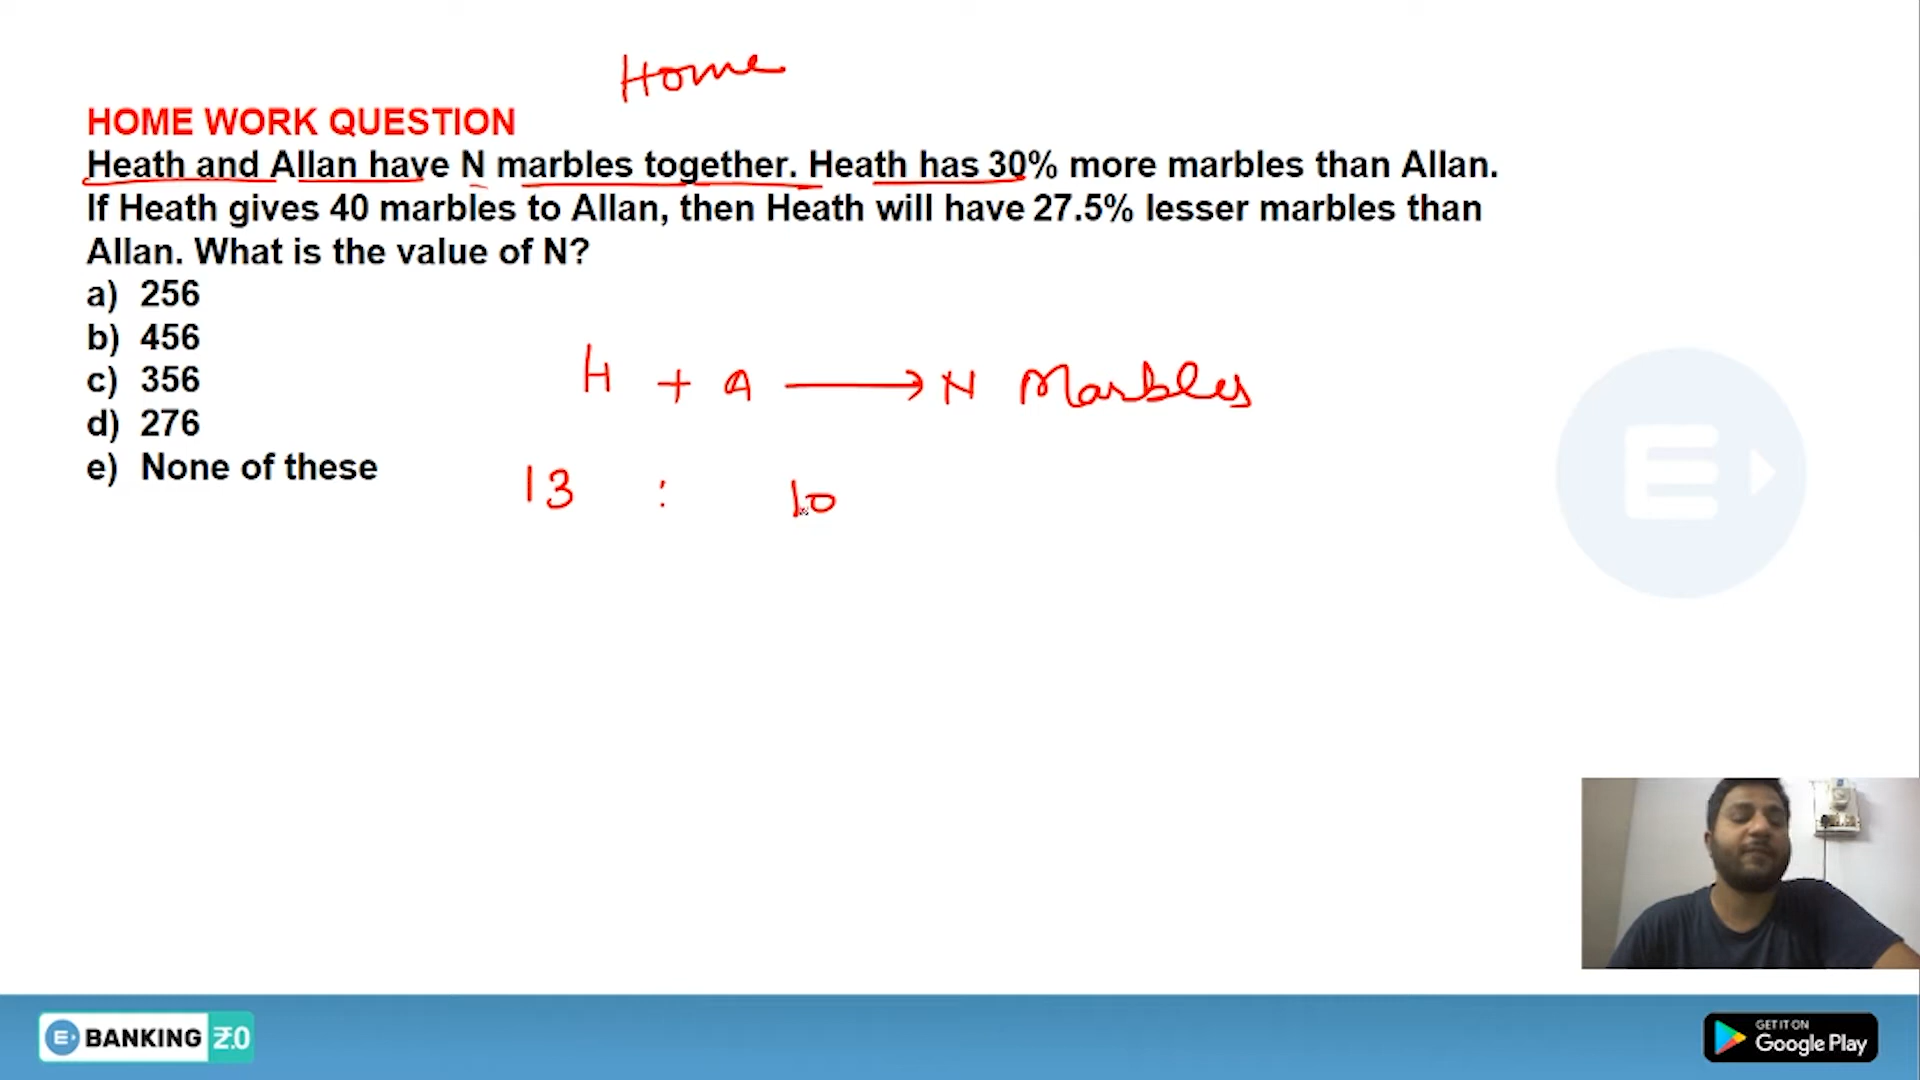 Home
HOME WORK QUESTION
Heath and Allan have N marbles together. Heath has 30% more marbles than Allan.
If Heath gives 40 marbles to Allan, then Heath will have 27.5% lesser marbles than
Allan. What is the value of N?
a) 256
b) 456
c) 356
d) 276
e) None of these
H + A → N Marbles
13 : 10
E BANKING ₹2.0
GET IT ON
Google Play